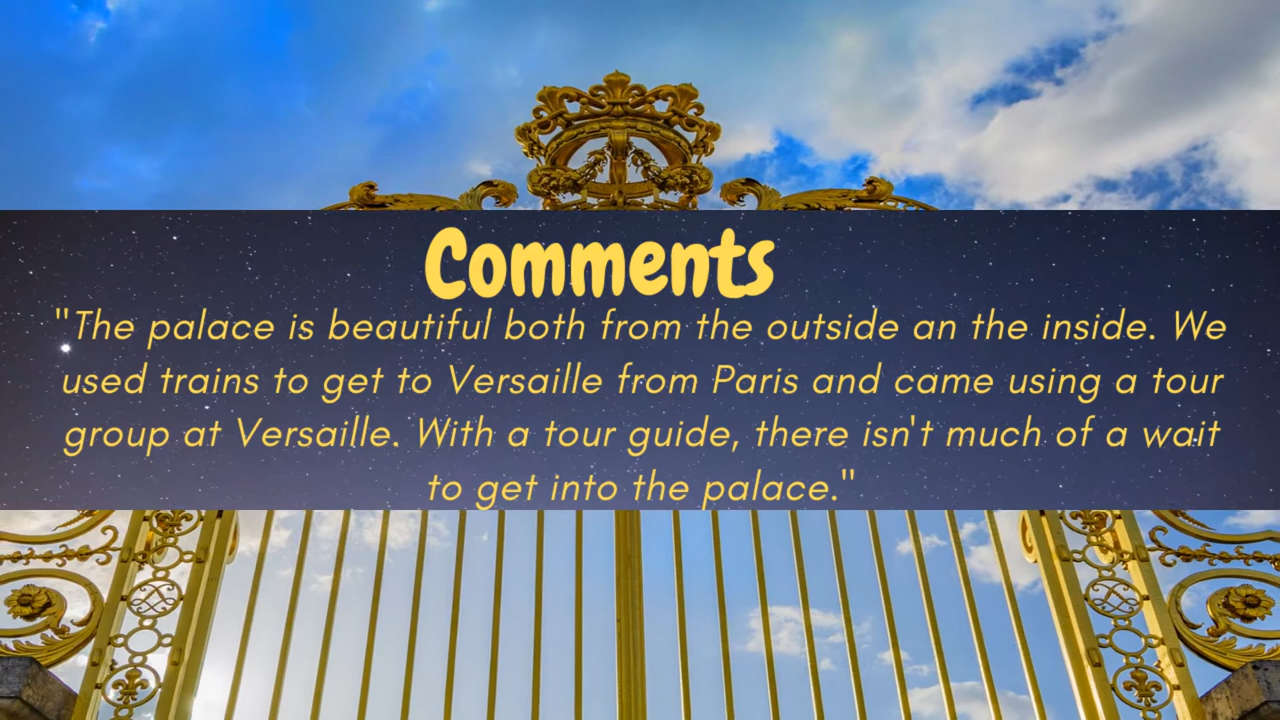 Comments
"The palace is beautiful both from the outside an the inside. We
used trains to get to Versaille from Paris and came using a tour
group at Versaille. With a tour guide, there isn't much of a wait
to get into the palace."